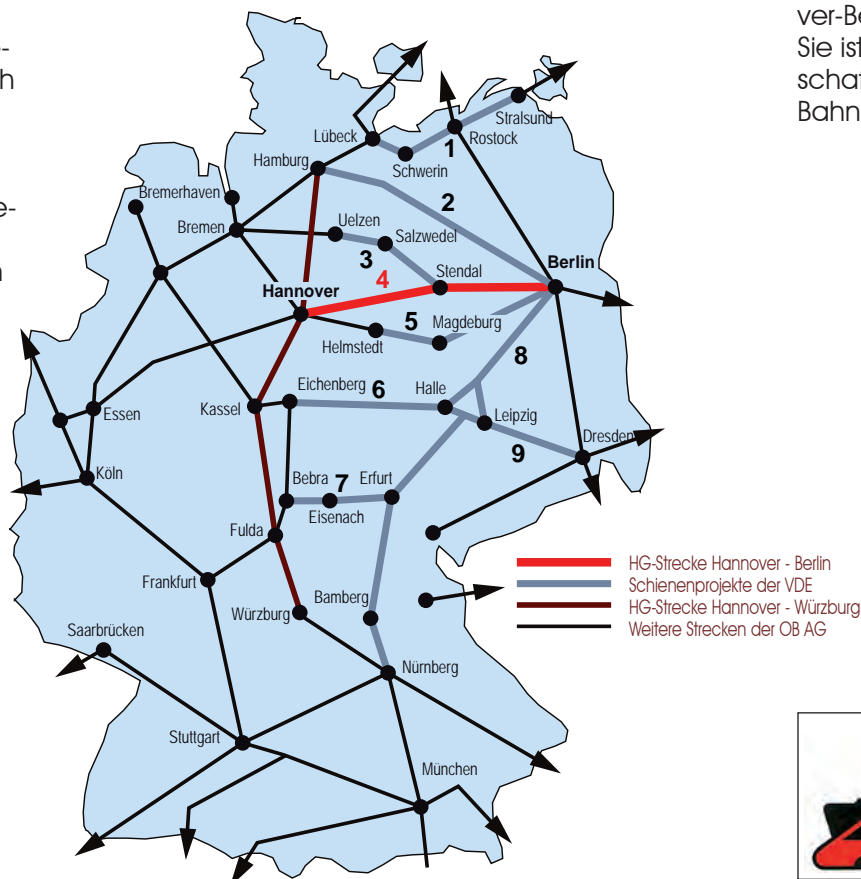 -
h
e-
n
ver-Be
Sie ist
schaf
Bahn
Stralsund
Lübeck
1
Rostock
Schwerin
Hamburg
Bremerhaven
2
Bremen
Uelzen
Salzwedel
3
4
Stendal
Berlin
Hannover
5
Magdeburg
Helmstedt
8
6
Eichenberg
Halle
Kassel
Essen
Leipzig
Dresden
9
Köln
Bebra
7
Erfurt
Eisenach
Fulda
HG-Strecke Hannover - Berlin
Schienenprojekte der VDE
HG-Strecke Hannover - Würzburg
Weitere Strecken der OB AG
Frankfurt
Bamberg
Würzburg
Saarbrücken
Nürnberg
Stuttgart
München